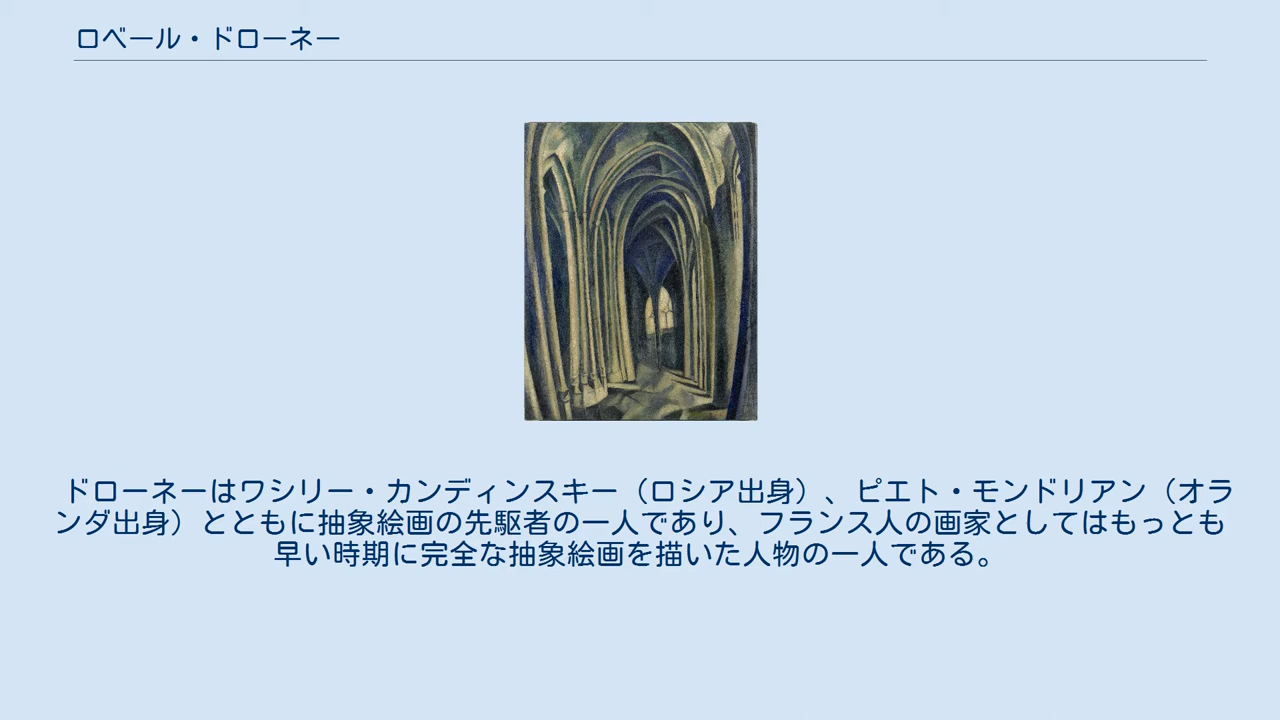 ロベール・ドローネー
ドローネーはワシリー・カンディンスキー（ロシア出身）、ピエト・モンドリアン（オラ
ンダ出身）とともに抽象絵画の先駆者の一人であり、フランス人の画家としてはもっとも
早い時期に完全な抽象絵画を描いた人物の一人である。